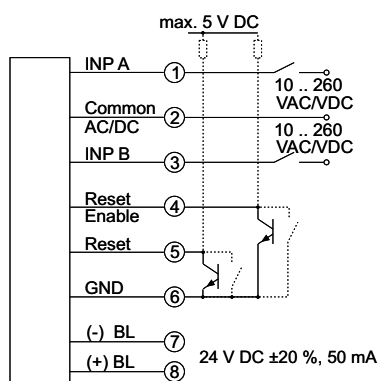 max. 5 V DC
INP A
1
10 .. 260
VAC/VDC
Common
AC/DC
2
10 .. 260
VAC/VDC
INP B
3
Reset
Enable
4
Reset
5
GND
6
(-) BL
7
24 V DC ±20 %, 50 mA
(+) BL
8